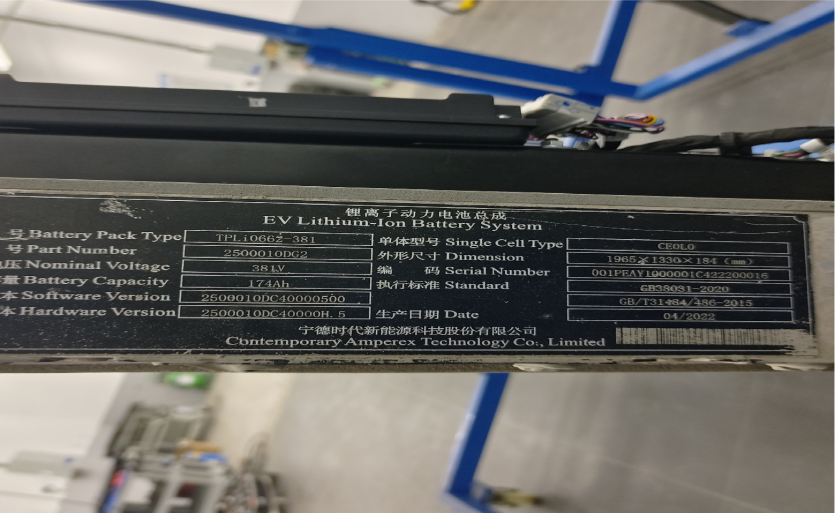 锂离子动力电池总成
EV Lithium-Ion Battery System
号 Battery Pack Type TPLi0662-381
号 Part Number 2500010DG2
压 Nominal Voltage 381V
量 Battery Capacity 174Ah
本 Software Version 2500010DC40000500
本 Hardware Version 2500010DC40000H.5
单体型号 Single Cell Type CE0L0
外形尺寸 Dimension 1965×1330×184（mm）
编 码 Serial Number 001PEAY1900001C422200016
执行标准 Standard GB38031-2020
GB/T31484/486-2015
生产日期 Date 04/2022
宁德时代新能源科技股份有限公司
Contemporary Amperex Technology Co., Limited